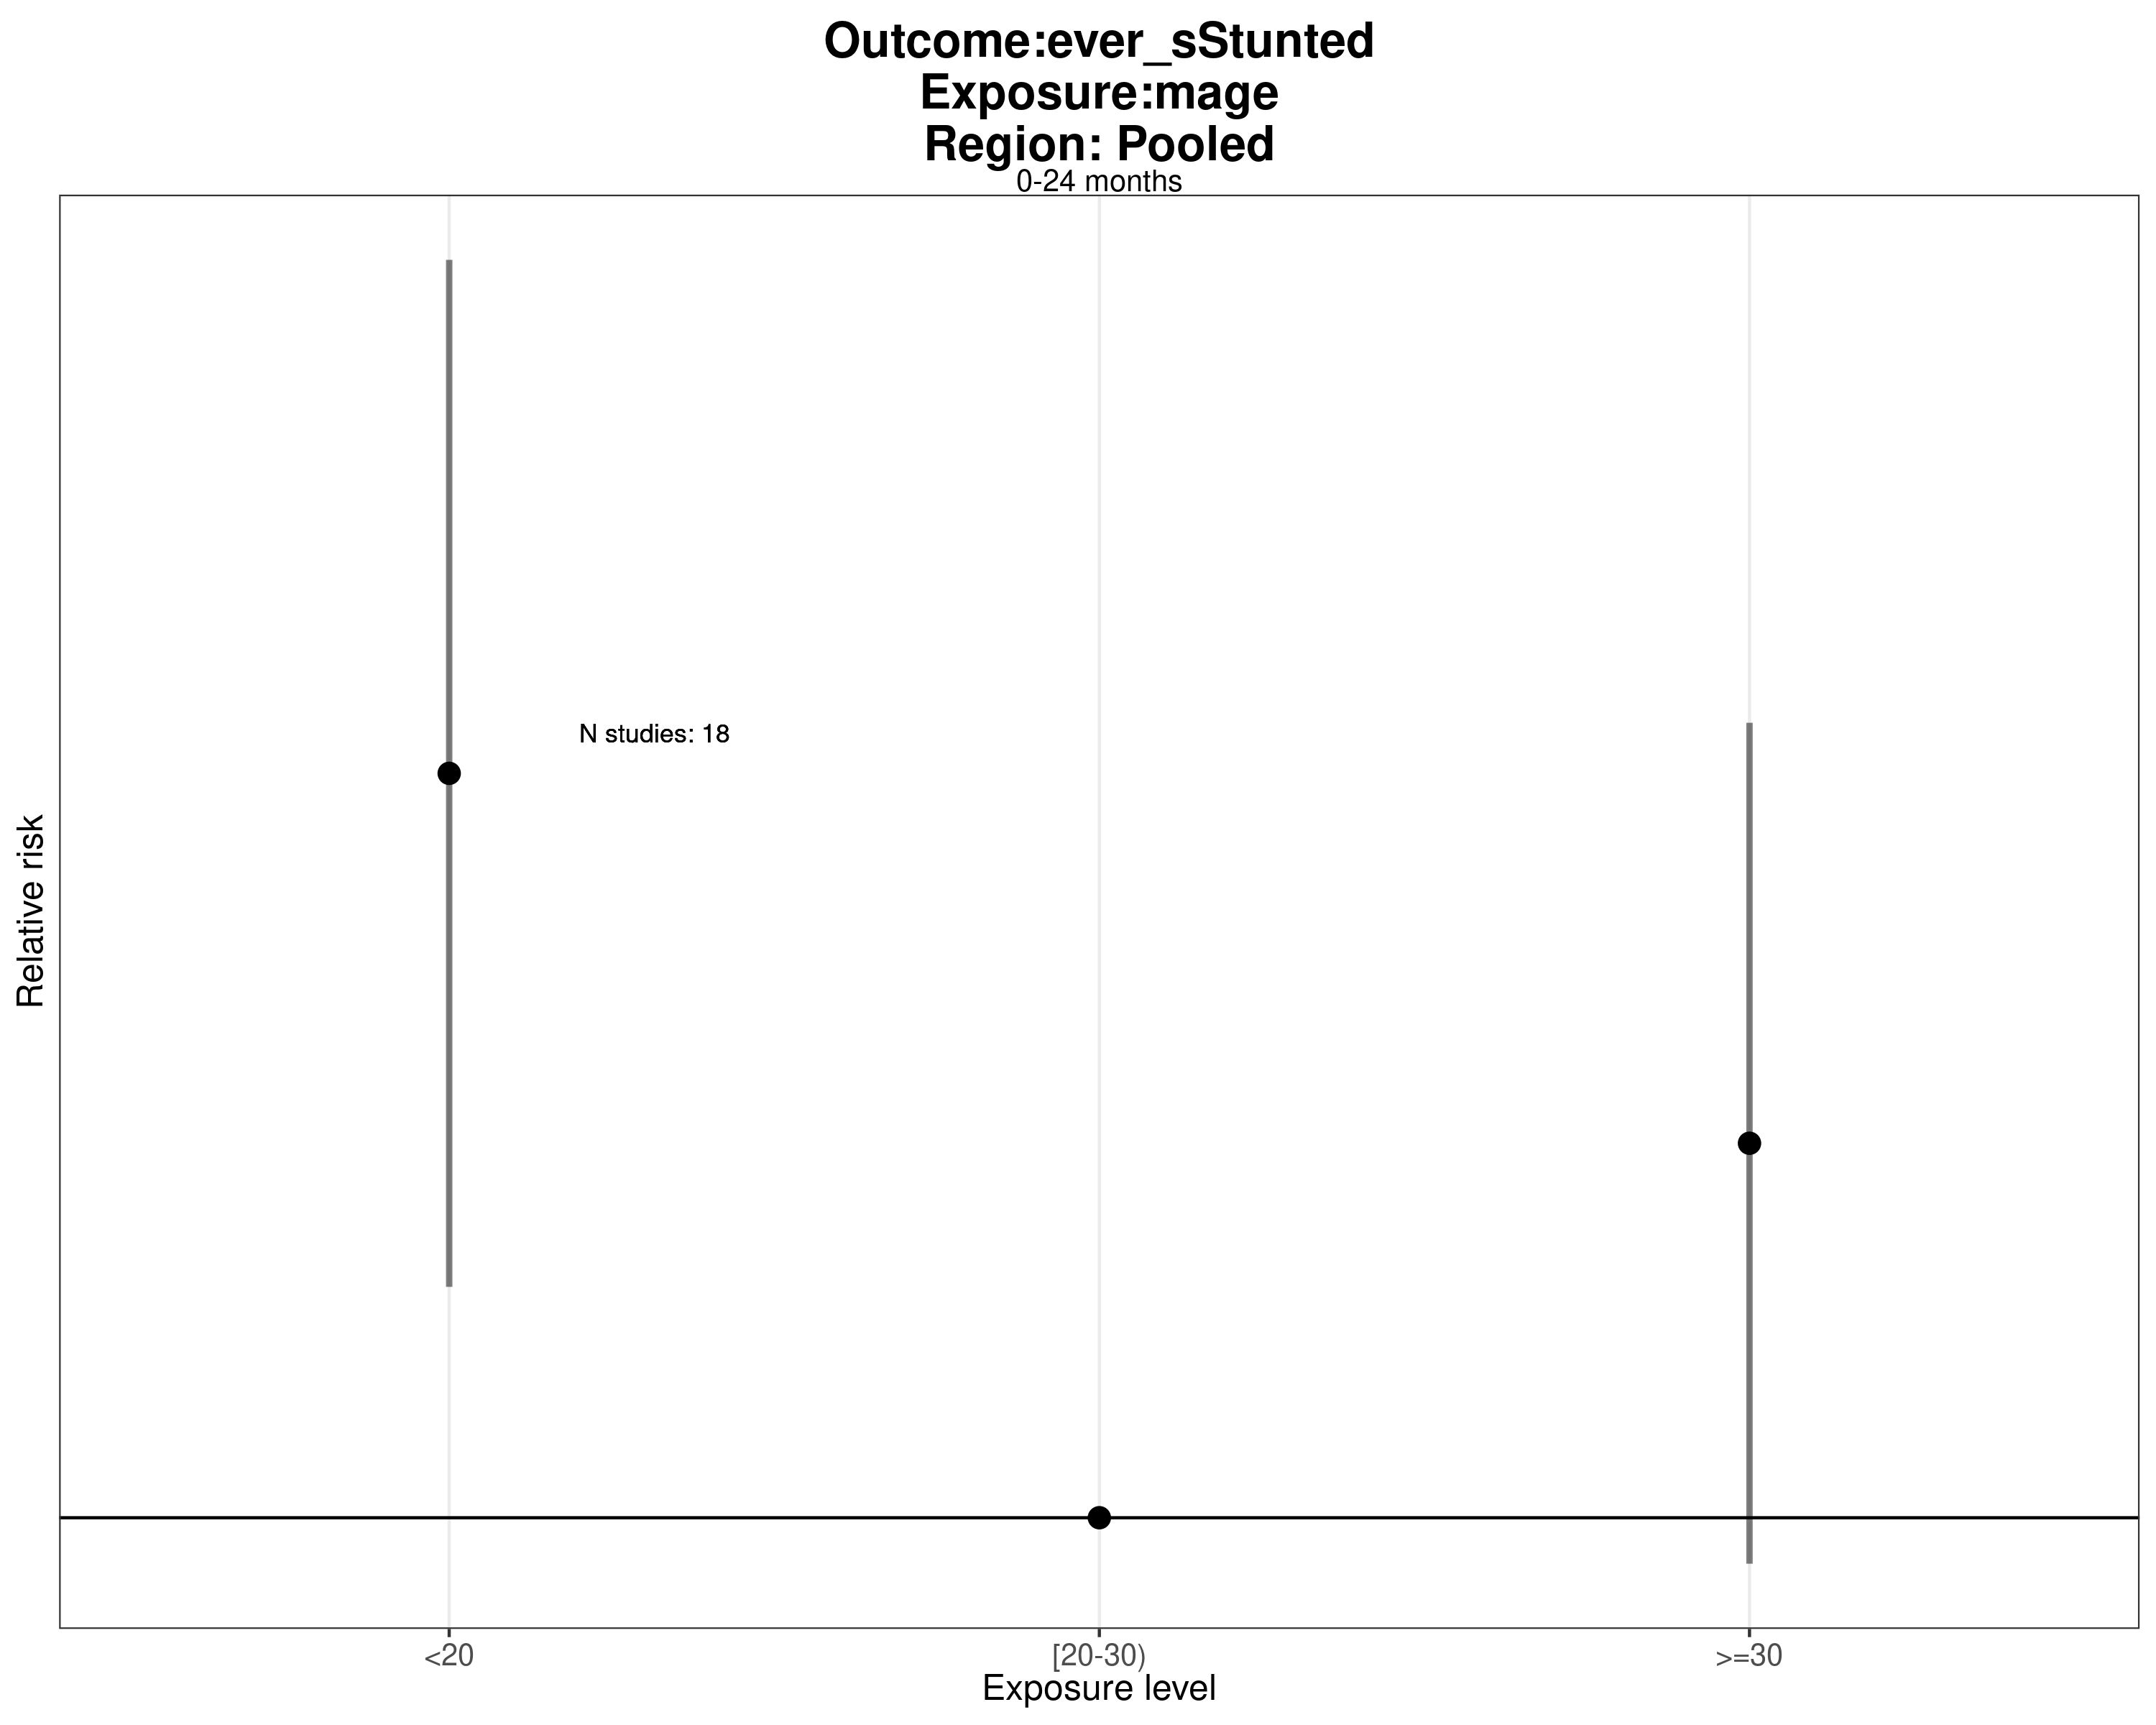 Outcome:ever_sStunted
Exposure:mage
Region: Pooled
0-24 months
N studies: 18
Relative risk
<20
[20-30)
>=30
Exposure level